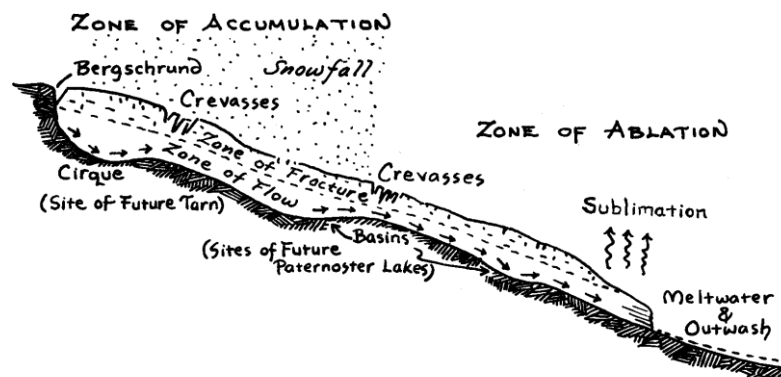 ZONE OF ACCUMULATION
Bergschrund
Snowfall
Crevasses
ZONE OF ABLATION
Zone of Fracture
Zone of Flow
Crevasses
Cirque
(Site of Future Tarn)
Sublimation
Basins
(Sites of Future
Paternoster Lakes)
Meltwater
&
Outwash